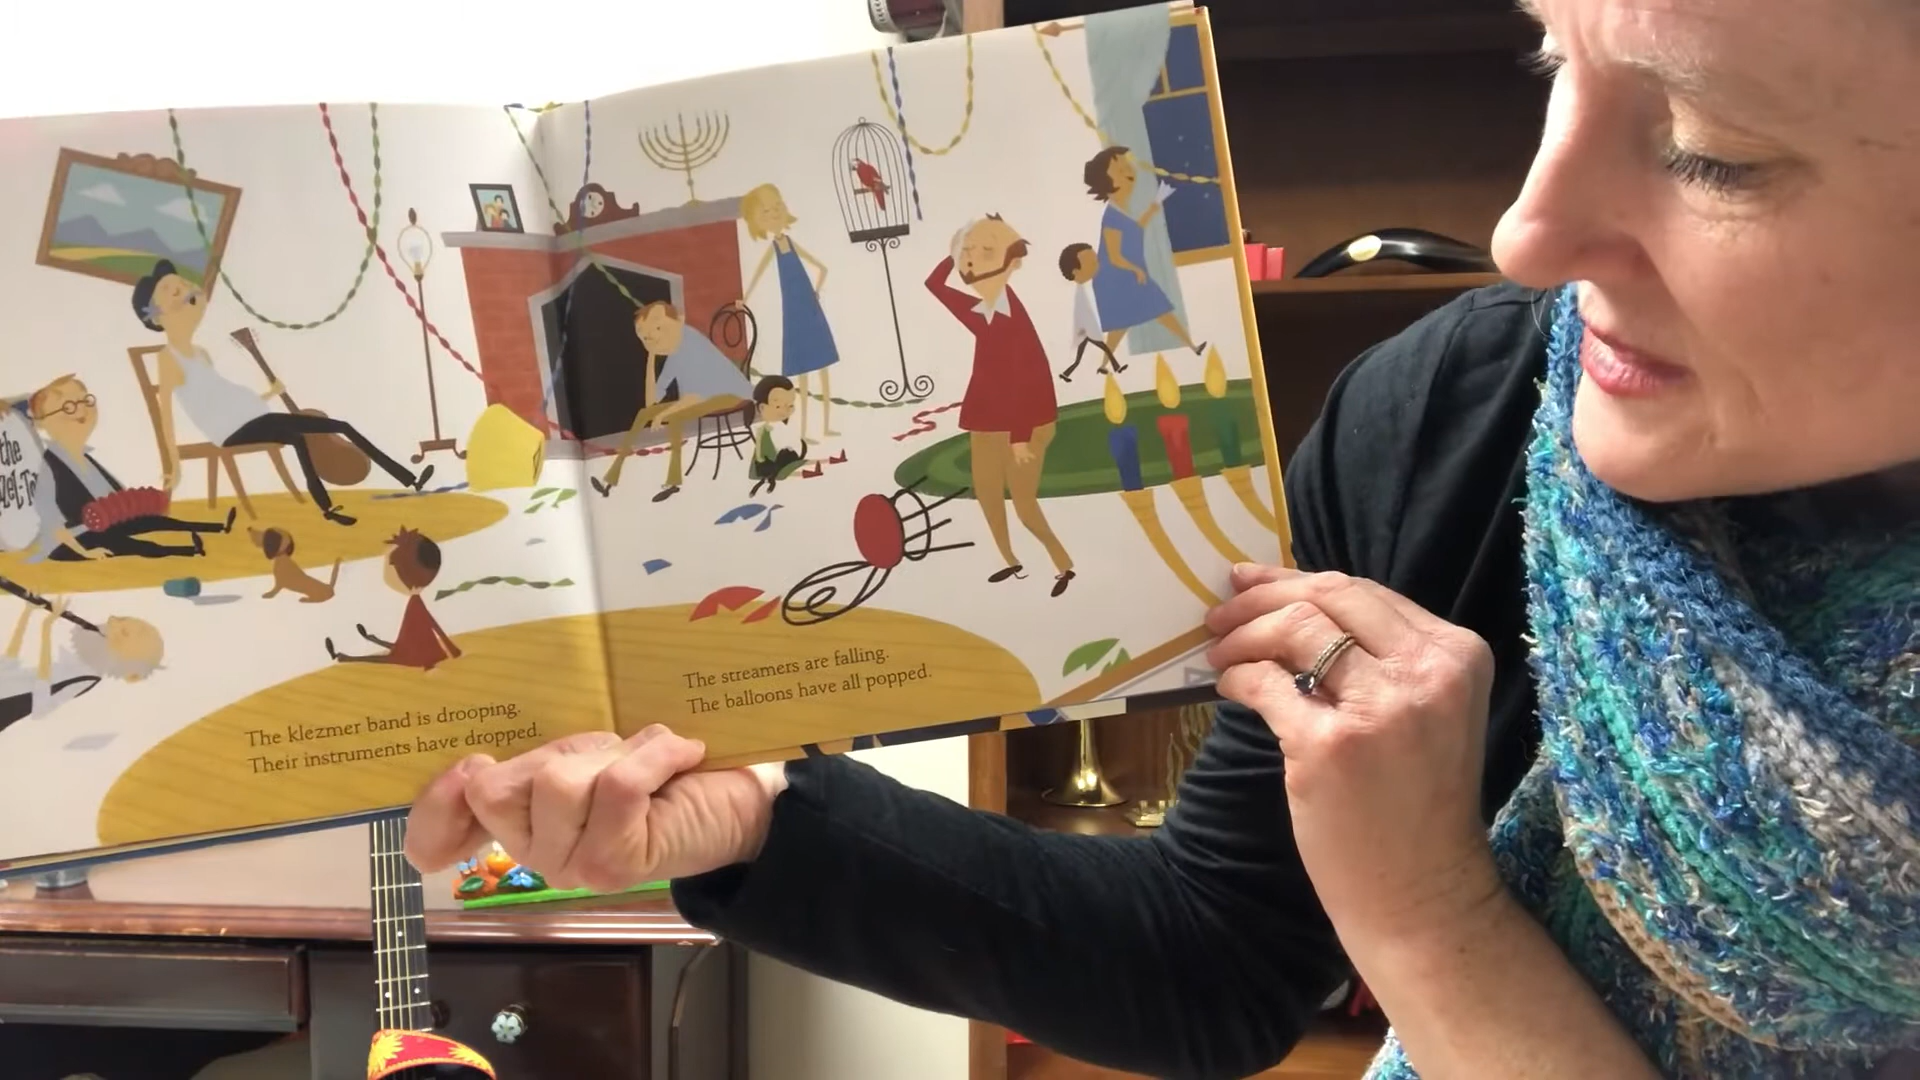 the
The klezmer band is drooping.
Their instruments have dropped.
The streamers are falling.
The balloons have all popped.